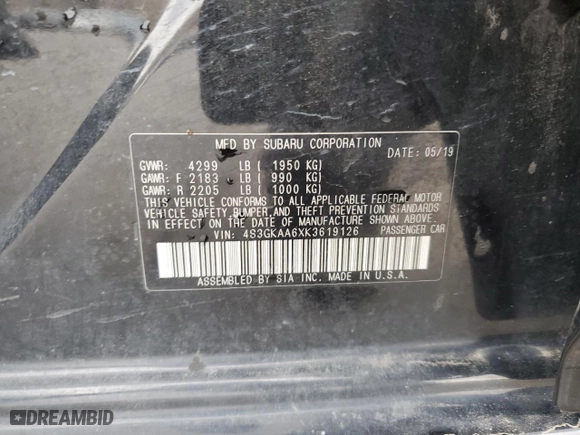 MFD BY SUBARU CORPORATION
DATE: 05/19
GVWR: 4299 LB ( 1950 KG)
GAWR: F 2183 LB ( 990 KG)
GAWR: R 2205 LB ( 1000 KG)
THIS VEHICLE CONFORMS TO ALL APPLICABLE FEDERAL MOTOR
VEHICLE SAFETY,BUMPER,AND THEFT PREVENTION STANDARDS
IN EFFECT ON THE DATE OF MANUFACTURE SHOWN ABOVE.
VIN: 4S3GKAA6XK3619126 PASSENGER CAR
ASSEMBLED BY SIA INC. MADE IN U.S.A.
DREAMBID